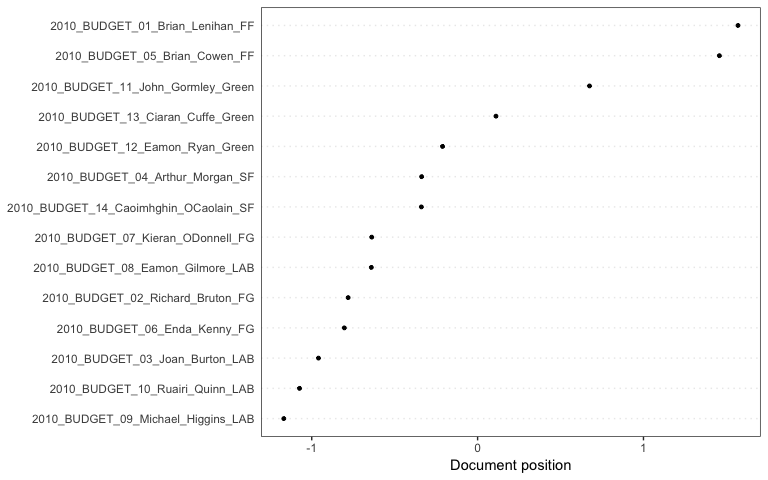 2010_BUDGET_01_Brian_Lenihan_FF
2010_BUDGET_05_Brian_Cowen_FF
2010_BUDGET_11_John_Gormley_Green
2010_BUDGET_13_Ciaran_Cuffe_Green
2010_BUDGET_12_Eamon_Ryan_Green
2010_BUDGET_04_Arthur_Morgan_SF
2010_BUDGET_14_Caoimhghin_OCaolain_SF
2010_BUDGET_07_Kieran_ODonnell_FG
2010_BUDGET_08_Eamon_Gilmore_LAB
2010_BUDGET_02_Richard_Bruton_FG
2010_BUDGET_06_Enda_Kenny_FG
2010_BUDGET_03_Joan_Burton_LAB
2010_BUDGET_10_Ruairi_Quinn_LAB
2010_BUDGET_09_Michael_Higgins_LAB
-1 0 1
Document position